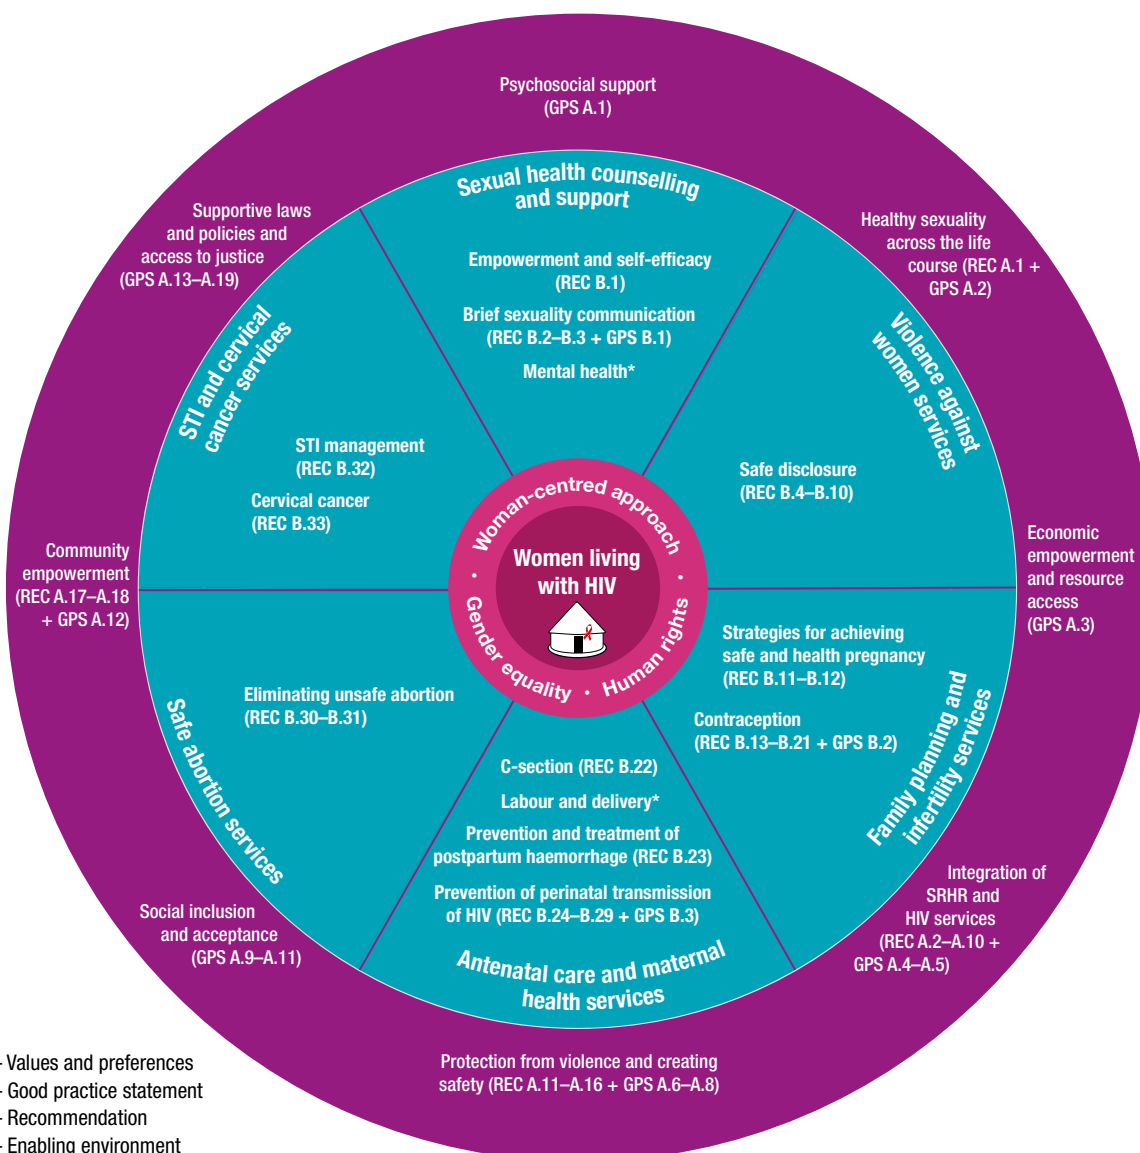 Psychosocial support
(GPS A.1)
Supportive laws
and policies and
access to justice
(GPS A.13–A.19)
Healthy sexuality
across the life
course (REC A.1 +
GPS A.2)
Sexual health counselling
and support
Empowerment and self-efficacy
(REC B.1)
Brief sexuality communication
(REC B.2–B.3 + GPS B.1)
Mental health*
STI and cervical
cancer services
STI management
(REC B.32)
Cervical cancer
(REC B.33)
Violence against
women services
Safe disclosure
(REC B.4–B.10)
Community
empowerment
(REC A.17–A.18
+ GPS A.12)
Woman-centred approach
Women living
with HIV
Gender equality
Human rights
Economic
empowerment
and resource
access
(GPS A.3)
Strategies for achieving
safe and health pregnancy
(REC B.11–B.12)
Contraception
(REC B.13–B.21 + GPS B.2)
Family planning and
infertility services
Eliminating unsafe abortion
(REC B.30–B.31)
Safe abortion services
C-section (REC B.22)
Labour and delivery*
Prevention and treatment of
postpartum haemorrhage (REC B.23)
Prevention of perinatal transmission
of HIV (REC B.24–B.29 + GPS B.3)
Antenatal care and maternal
health services
Social inclusion
and acceptance
(GPS A.9–A.11)
Integration of
SRHR and
HIV services
(REC A.2–A.10 +
GPS A.4–A.5)
Protection from violence and creating
safety (REC A.11–A.16 + GPS A.6–A.8)
- Values and preferences
- Good practice statement
- Recommendation
- Enabling environment